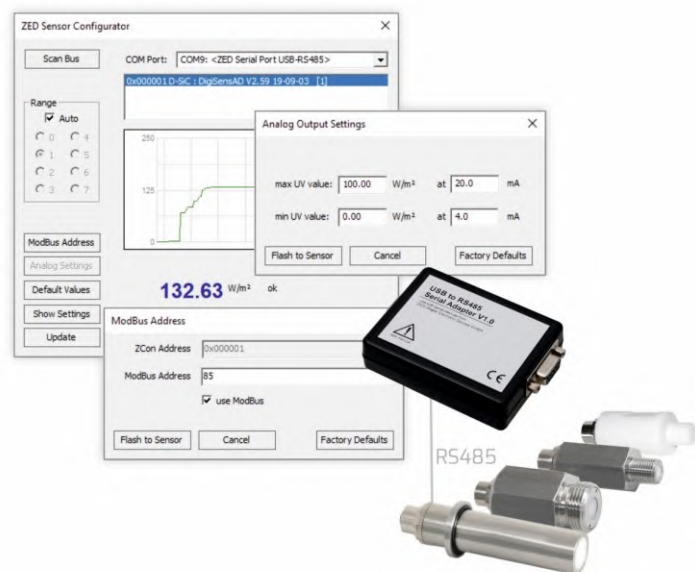 ZED Sensor Configurator
Scan Bus
COM Port: COM9: <ZED Serial Port USB-RS485>
0x000001 D-SiC : DigiSensAD V2.59 19-09-03 [1]
Range
Auto
0 4
1 5
2 6
3 7
250
125
0
ModBus Address
Analog Settings
Default Values
Show Settings
Update
132.63 W/m² ok
Analog Output Settings
max UV value: 100.00 W/m² at 20.0 mA
min UV value: 0.00 W/m² at 4.0 mA
Flash to Sensor Cancel Factory Defaults
ModBus Address
ZCon Address 0x000001
ModBus Address 85
use ModBus
Flash to Sensor Cancel Factory Defaults
USB to RS485
Serial Adapter V1.0
CE
RS485